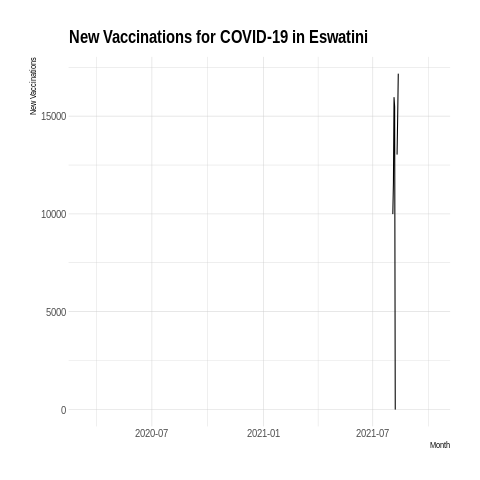 New Vaccinations for COVID-19 in Eswatini
New Vaccinations
15000
10000
5000
0
2020-07 2021-01 2021-07
Month